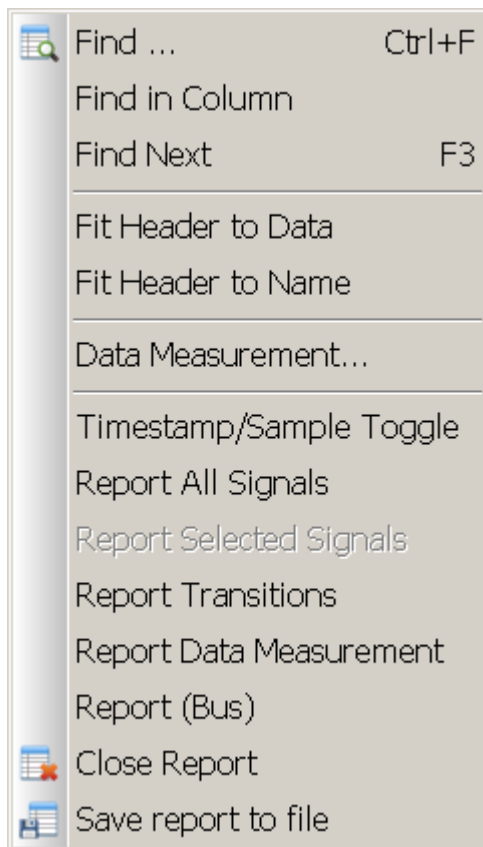 Find ... Ctrl+F
Find in Column
Find Next F3
Fit Header to Data
Fit Header to Name
Data Measurement...
Timestamp/Sample Toggle
Report All Signals
Report Selected Signals
Report Transitions
Report Data Measurement
Report (Bus)
Close Report
Save report to file